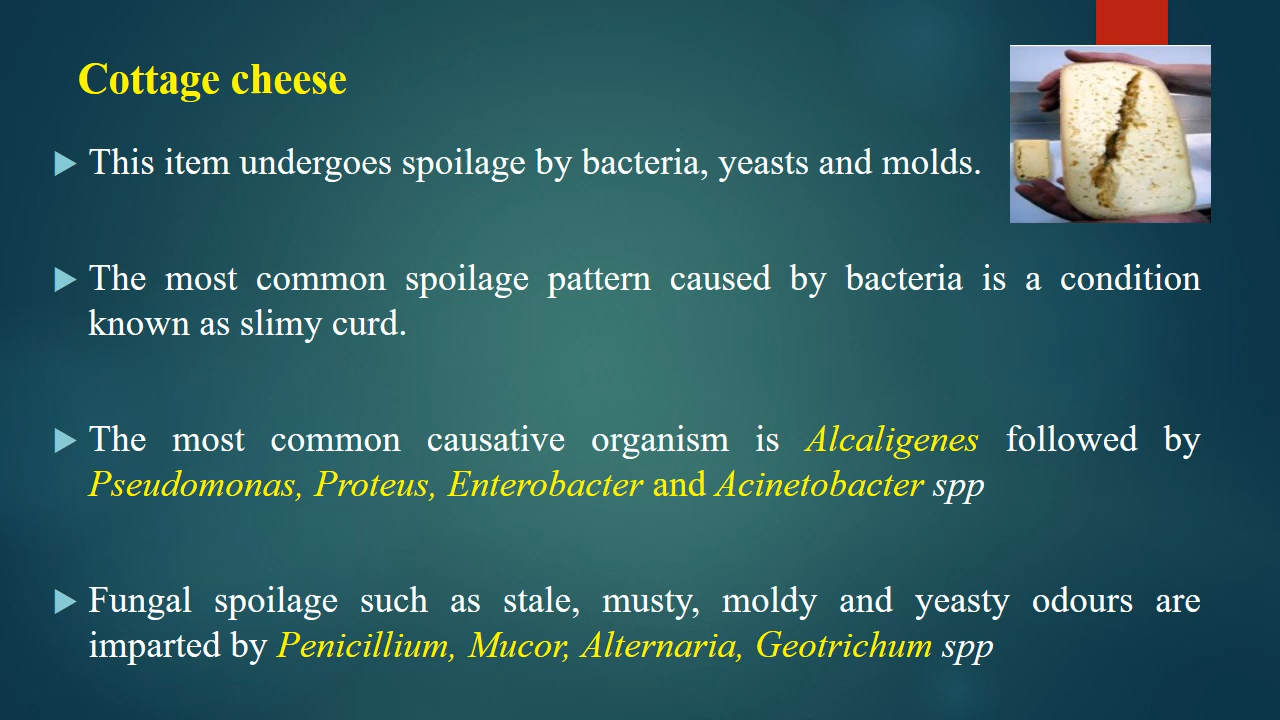 Cottage cheese
This item undergoes spoilage by bacteria, yeasts and molds.
The most common spoilage pattern caused by bacteria is a condition
known as slimy curd.
The most common causative organism is Alcaligenes followed by
Pseudomonas, Proteus, Enterobacter and Acinetobacter spp
Fungal spoilage such as stale, musty, moldy and yeasty odours are
imparted by Penicillium, Mucor, Alternaria, Geotrichum spp